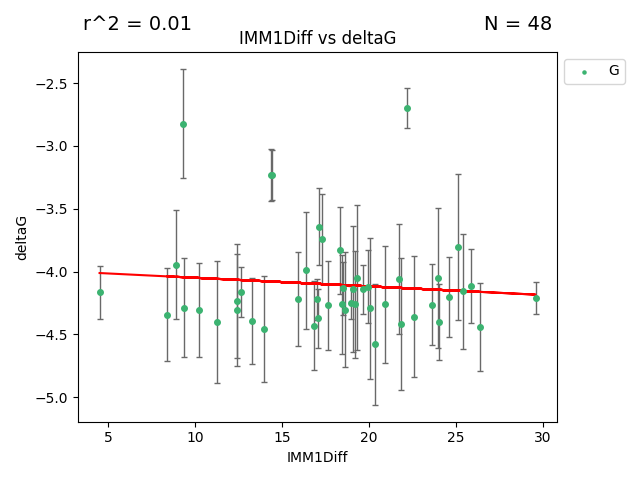 r^2 = 0.01
N = 48
IMM1Diff vs deltaG
G
−2.5
−3.0
−3.5
−4.0
−4.5
−5.0
deltaG
5 10 15 20 25 30
IMM1Diff